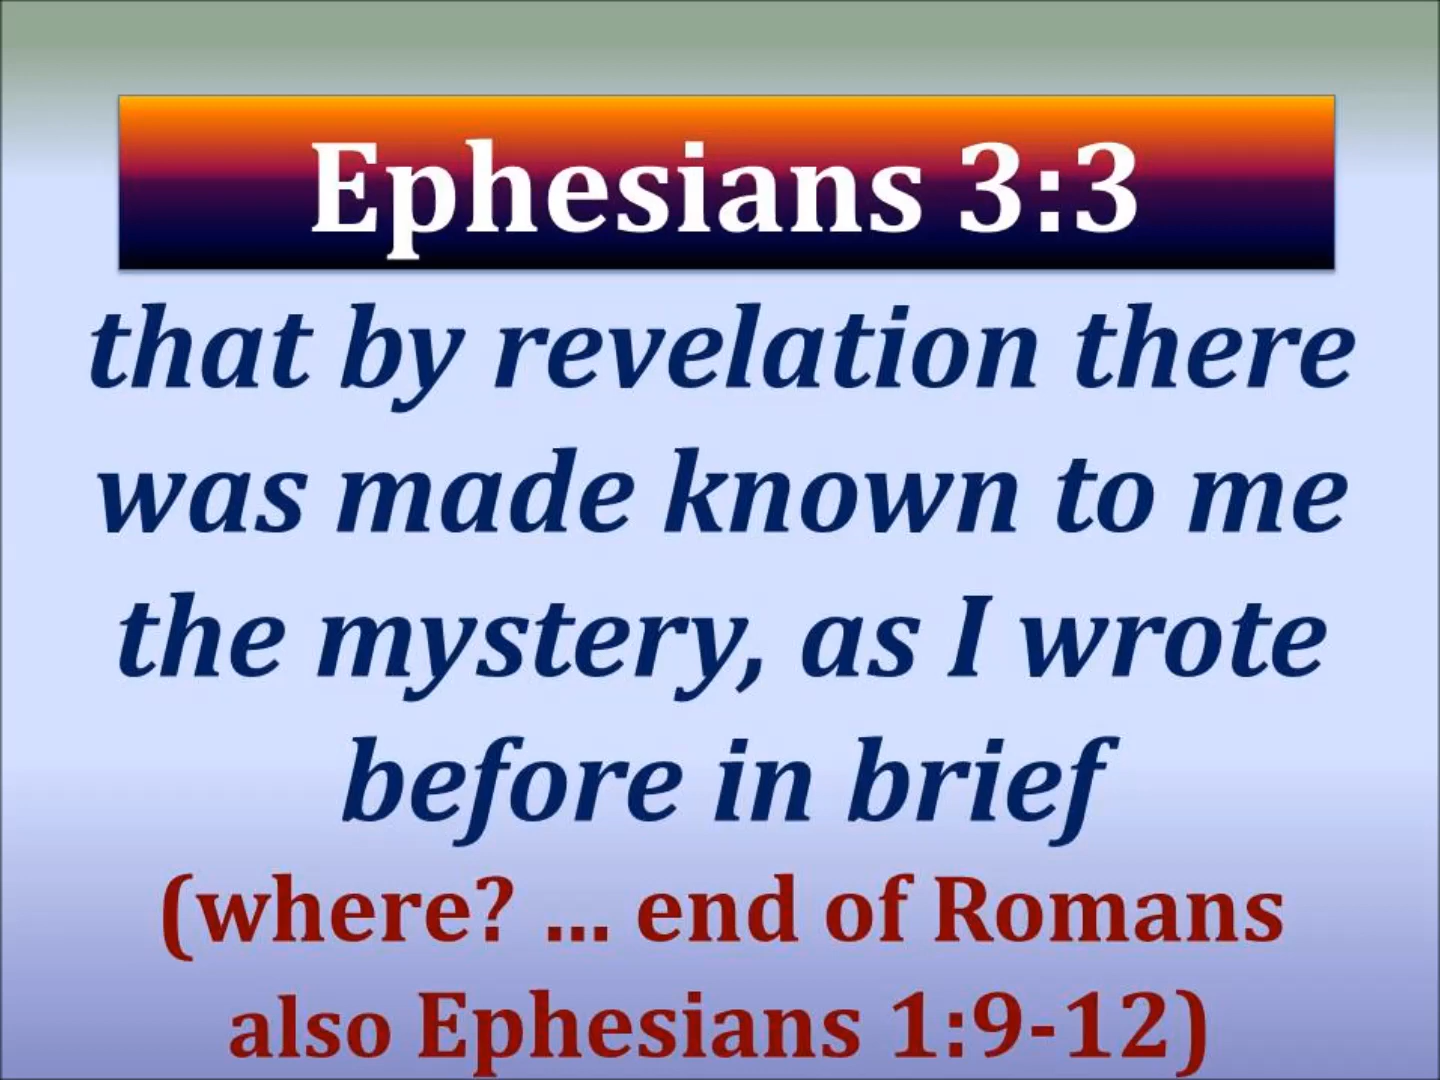 Ephesians 3:3
that by revelation there
was made known to me
the mystery, as I wrote
before in brief
(where? ... end of Romans
also Ephesians 1:9-12)